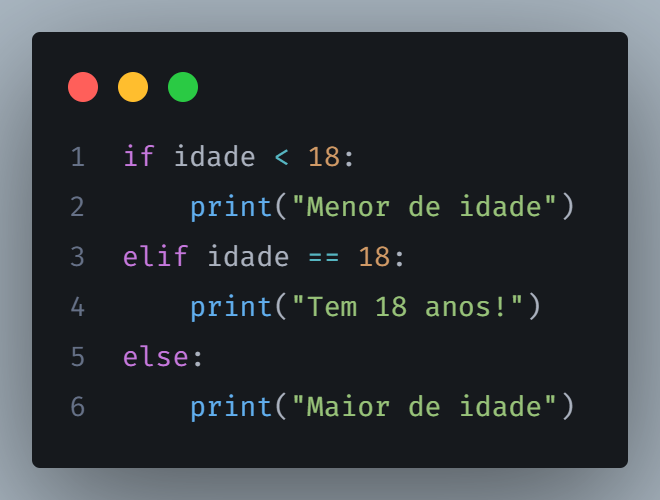 1 if idade < 18:
2     print("Menor de idade")
3 elif idade == 18:
4     print("Tem 18 anos!")
5 else:
6     print("Maior de idade")